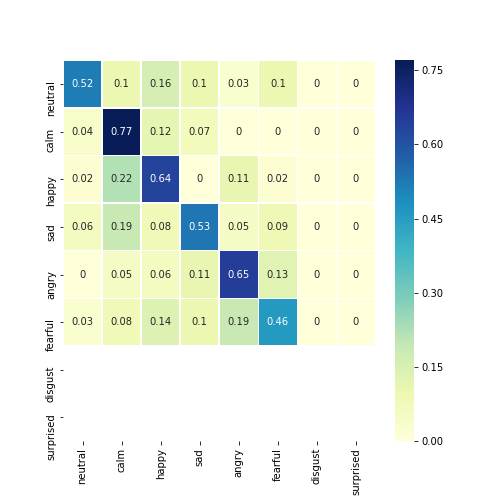 neutral 0.52 0.1 0.16 0.1 0.03 0.1 0 0
calm 0.04 0.77 0.12 0.07 0 0 0 0
happy 0.02 0.22 0.64 0 0.11 0.02 0 0
sad 0.06 0.19 0.08 0.53 0.05 0.09 0 0
angry 0 0.05 0.06 0.11 0.65 0.13 0 0
fearful 0.03 0.08 0.14 0.1 0.19 0.46 0 0
disgust
surprised
neutral calm happy sad angry fearful disgust surprised
0.75
0.60
0.45
0.30
0.15
0.00